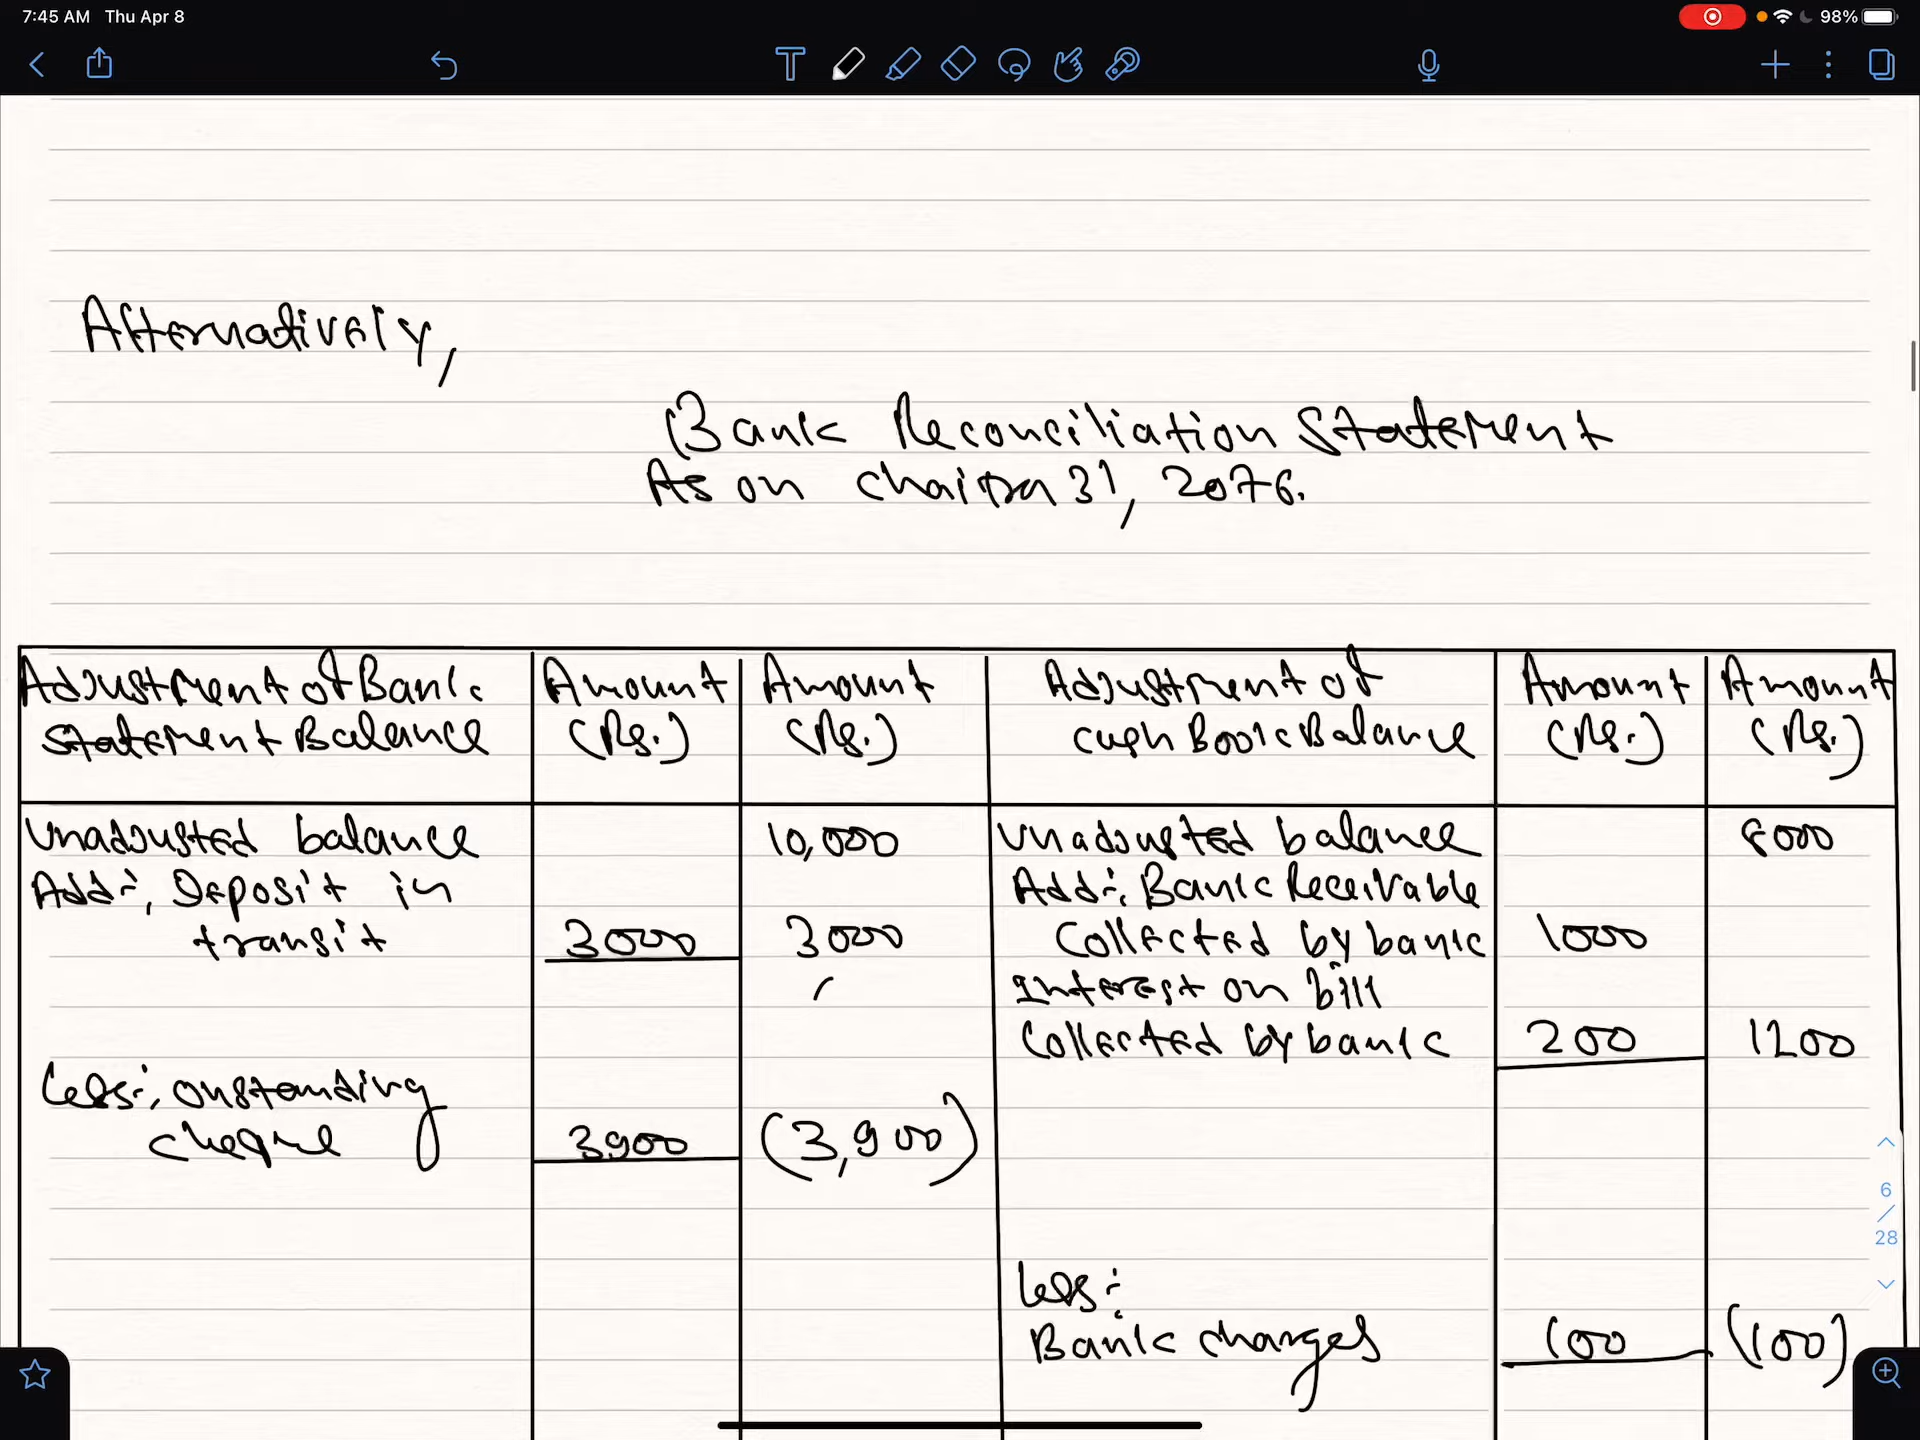 7:45 AM Thu Apr 8
98%
Alternatively,
Bank Reconciliation Statement
As on chaitra 31, 2076.
Adjustment of Bank
Statement Balance
Amount
(Rs.)
Amount
(Rs.)
Adjustment of
cash Book Balance
Amount
(Rs.)
Amount
(Rs.)
Unadjusted balance 10,000 Unadjusted balance 8000
Add:, Deposit in Add:, Bank Receivable
transit 3000 3000 Collected by bank 1000
Interest on bill
Collected by bank 200 1200
Less:, onstanding
cheque 3900 (3,900)
Less:
Bank charges 100 (100)
6
/
28